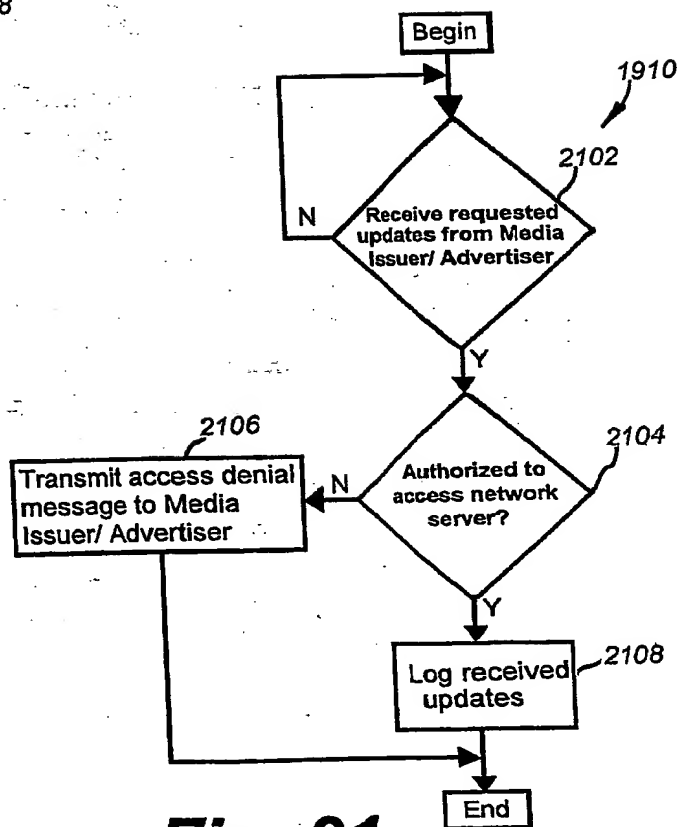 8
Begin
1910
2102
N
Receive requested
updates from Media
Issuer/ Advertiser
Y
2106
2104
Transmit access denial
message to Media
Issuer/ Advertiser
N
Authorized to
access network
server?
Y
2108
Log received
updates
End